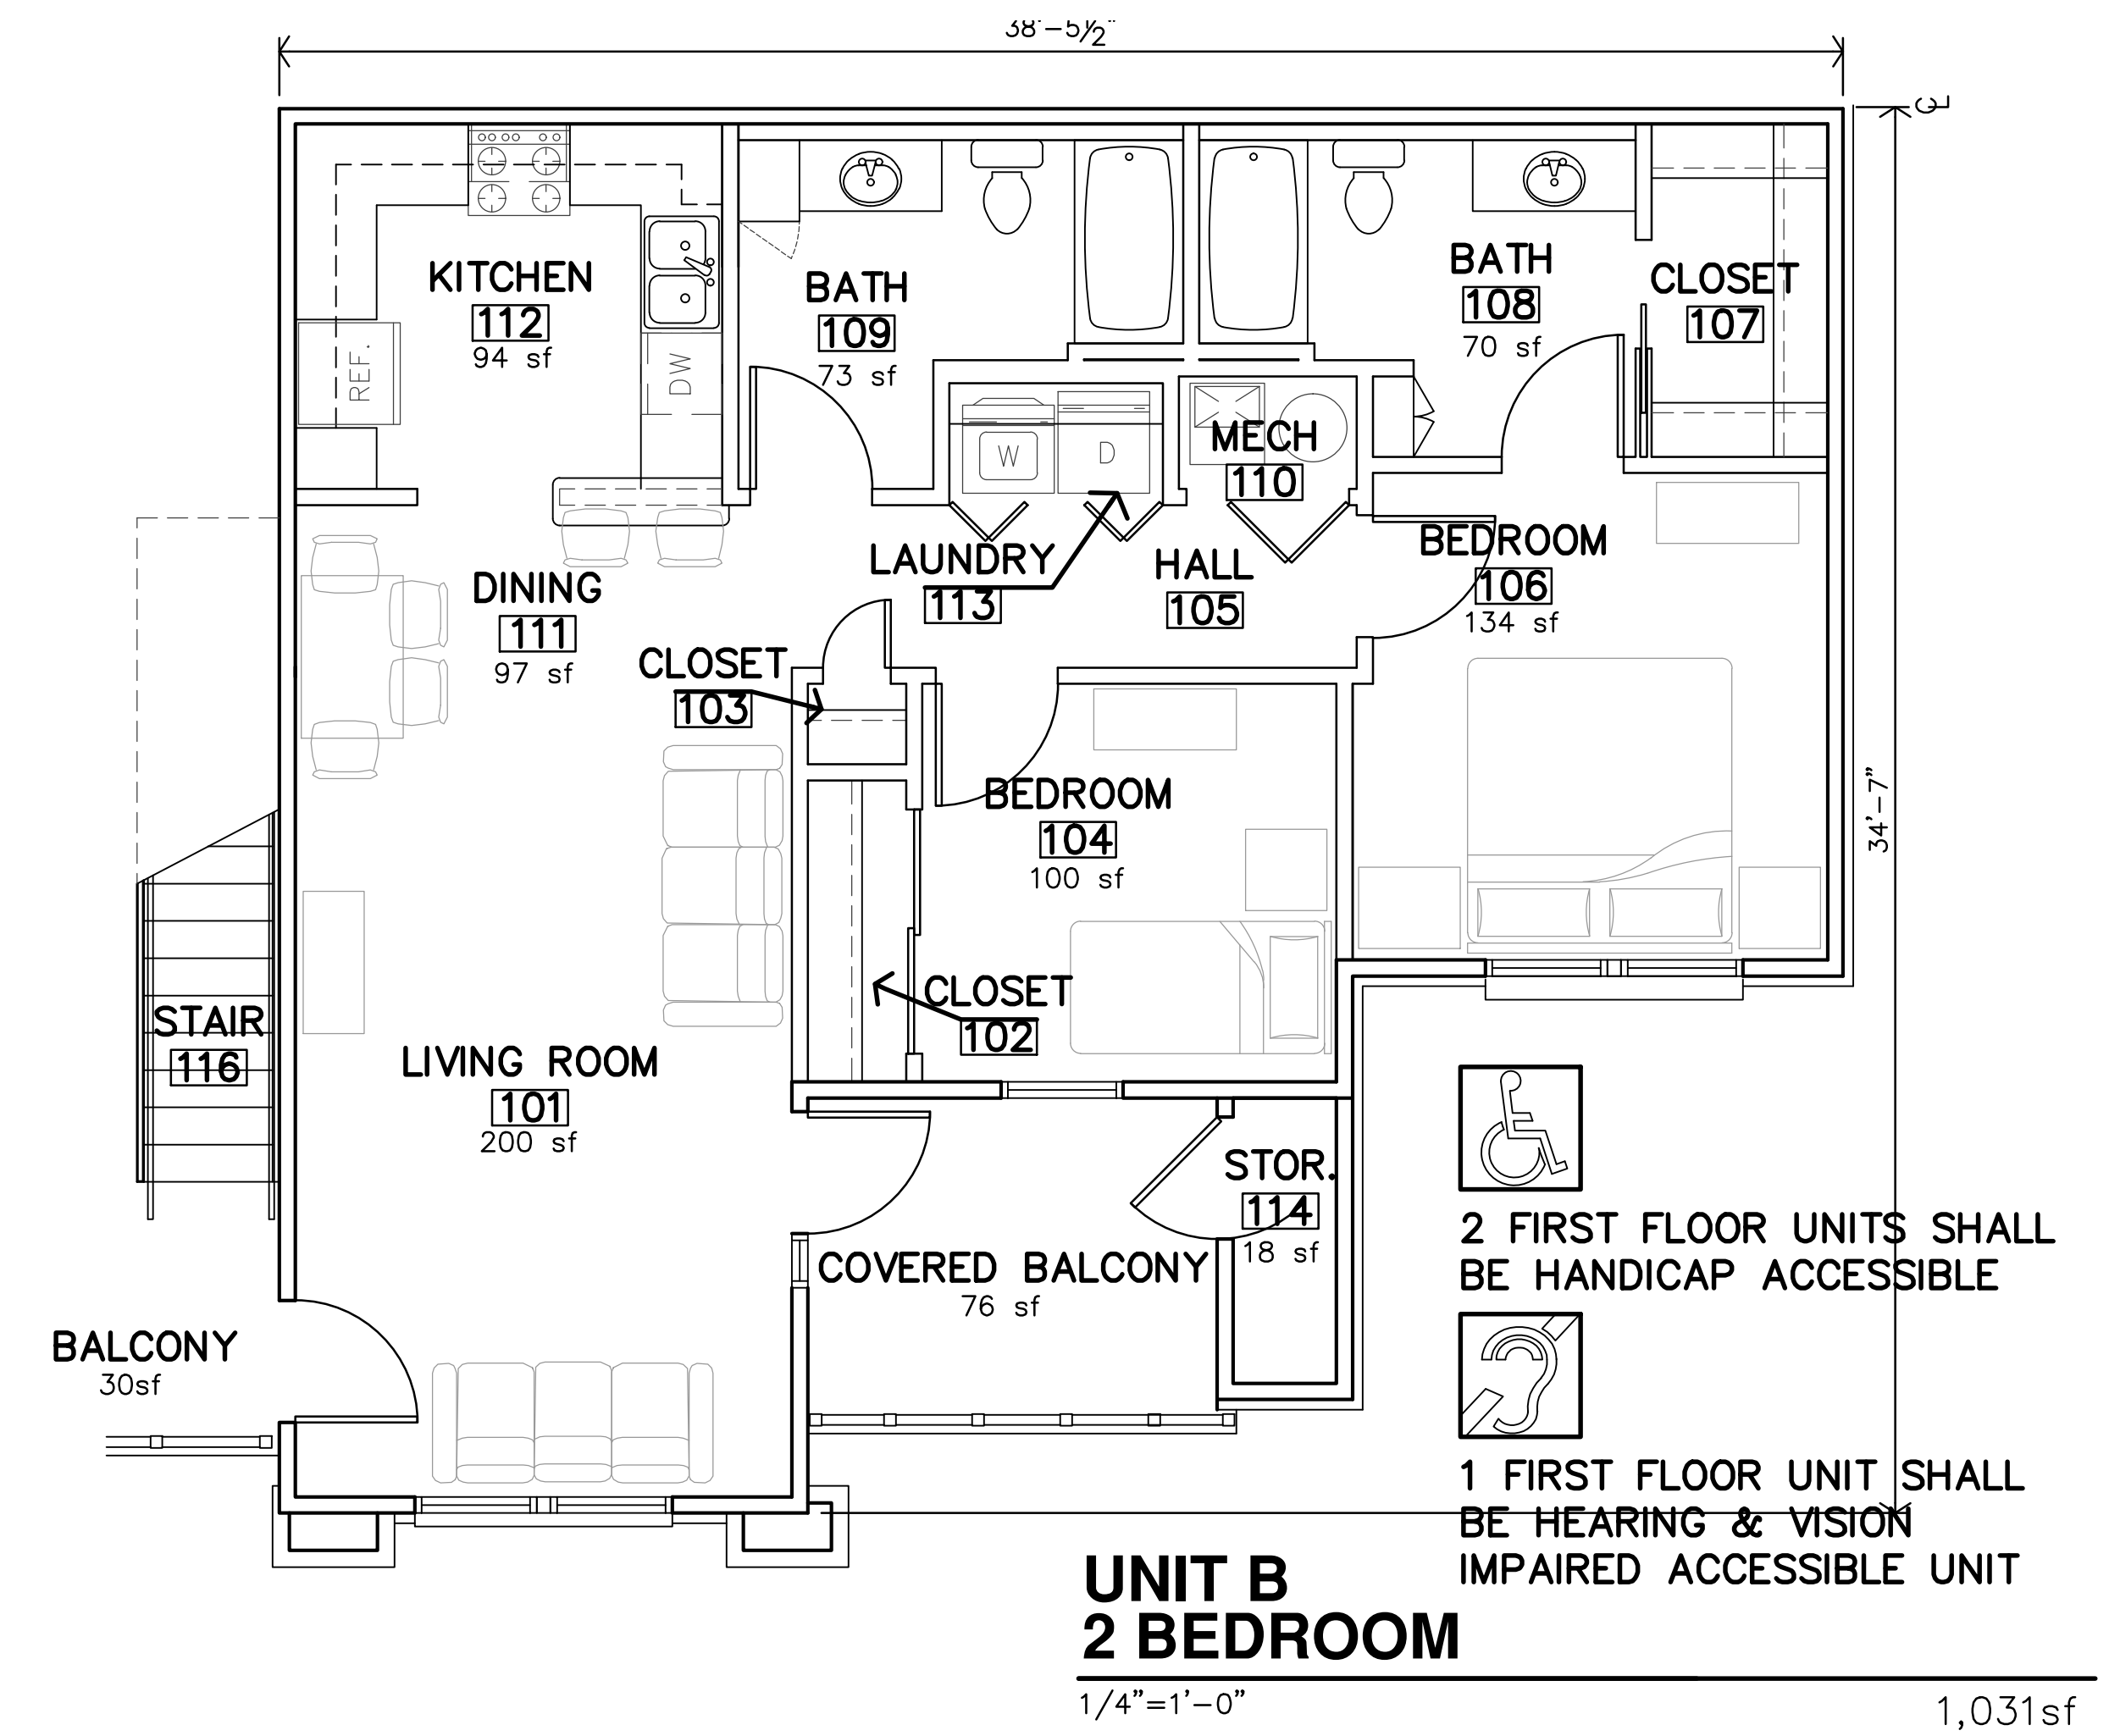 38'-5½"
℄
KITCHEN
112
94 sf
REF.
DW
BATH
109
73 sf
BATH
108
70 sf
CLOSET
107
W
D
MECH
110
LAUNDRY
113
HALL
105
BEDROOM
106
134 sf
DINING
111
97 sf
CLOSET
103
BEDROOM
104
100 sf
34'-7"
CLOSET
102
STAIR
116
LIVING ROOM
101
200 sf
STOR.
114
18 sf
COVERED BALCONY
76 sf
BALCONY
30sf
2 FIRST FLOOR UNITS SHALL
BE HANDICAP ACCESSIBLE
1 FIRST FLOOR UNIT SHALL
BE HEARING & VISION
IMPAIRED ACCESSIBLE UNIT
UNIT B
2 BEDROOM
1/4"=1'-0"
1,031sf